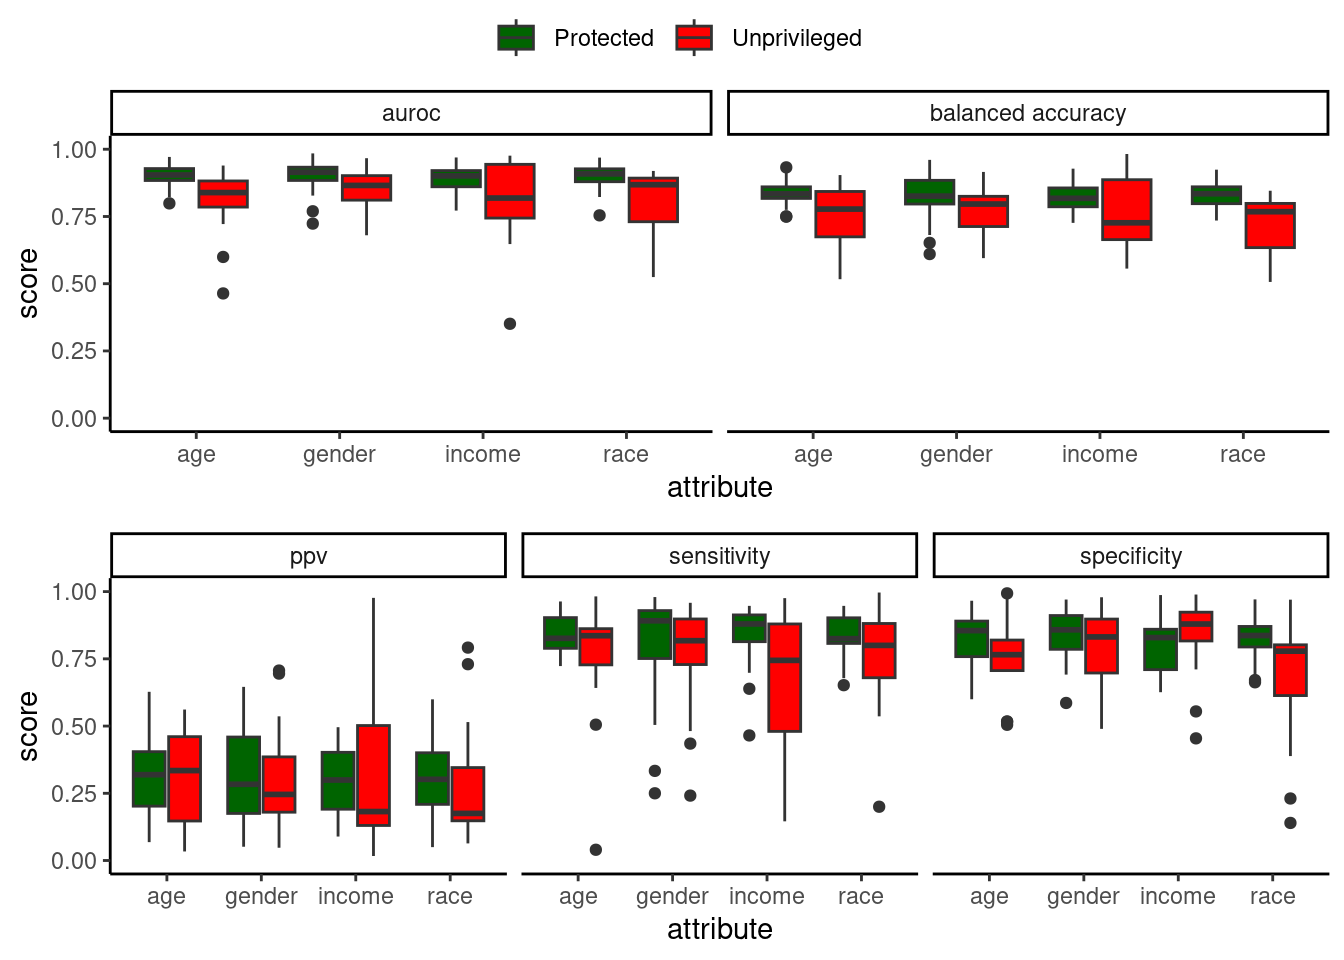 Protected Unprivileged
auroc balanced accuracy
1.00
0.75
0.50
0.25
0.00
score
age gender income race age gender income race
attribute
ppv sensitivity specificity
1.00
0.75
0.50
0.25
0.00
score
age gender income race age gender income race age gender income race
attribute